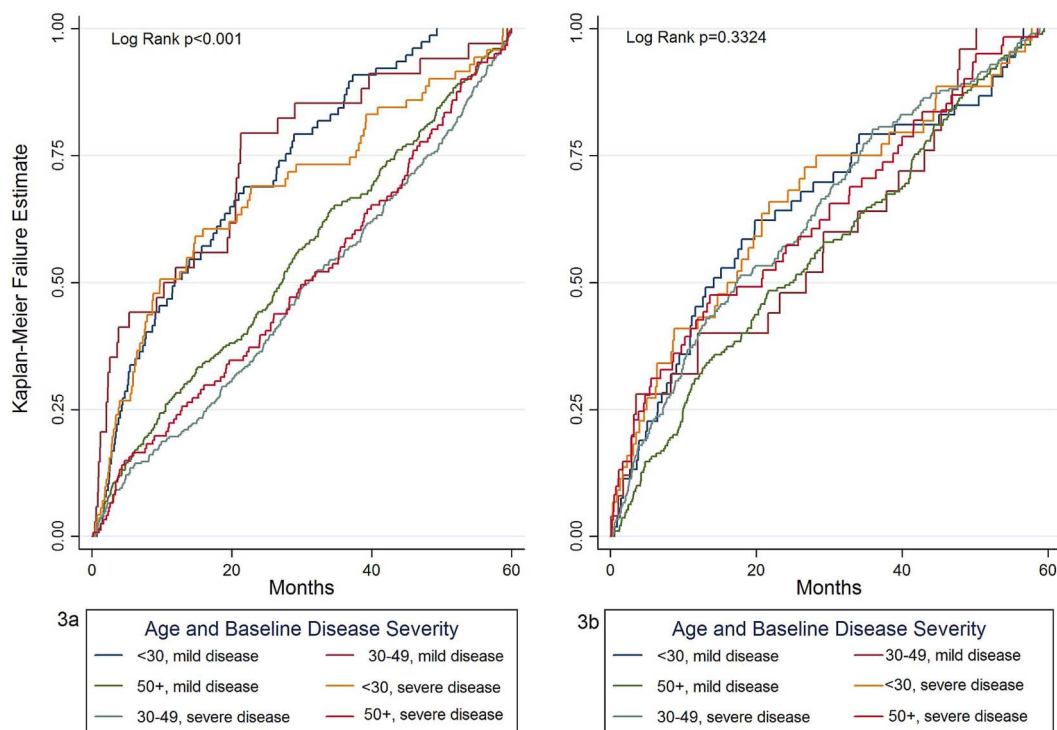 Kaplan-Meier Failure Estimate
1.00
0.75
0.50
0.25
0.00
Log Rank p<0.001
0 20 40 60
Months
3a
Age and Baseline Disease Severity
<30, mild disease 30-49, mild disease
50+, mild disease <30, severe disease
30-49, severe disease 50+, severe disease
1.00
0.75
0.50
0.25
0.00
Log Rank p=0.3324
0 20 40 60
Months
3b
Age and Baseline Disease Severity
<30, mild disease 30-49, mild disease
50+, mild disease <30, severe disease
30-49, severe disease 50+, severe disease